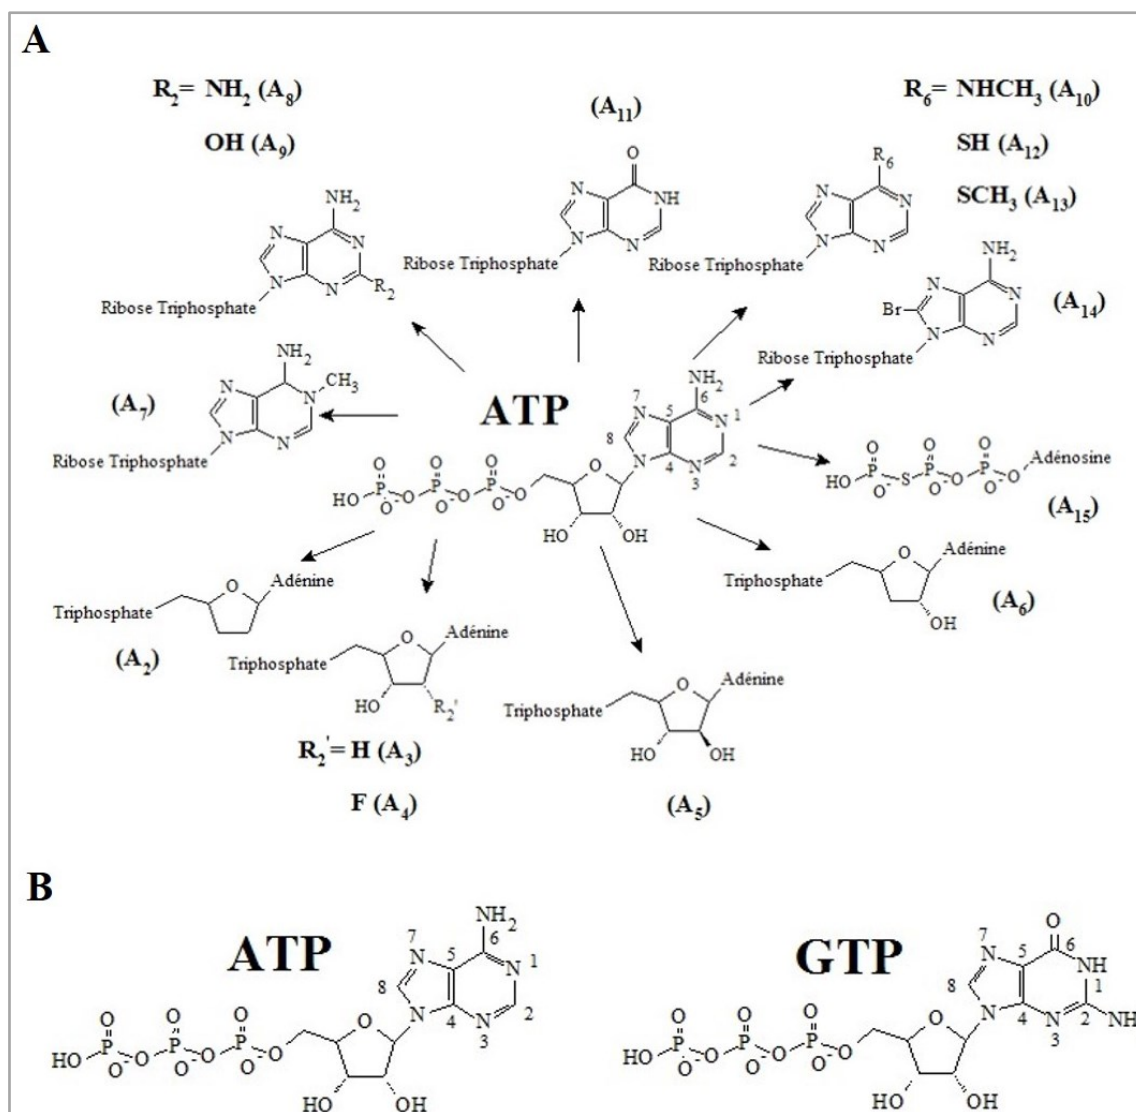 A
R₂= NH₂ (A₈)
OH (A₉)
(A₁₁)
R₆= NHCH₃ (A₁₀)
SH (A₁₂)
SCH₃ (A₁₃)
NH₂
N
N
N
N
R₂
Ribose Triphosphate
O
N
NH
N
N
Ribose Triphosphate
R₆
N
N
N
N
Ribose Triphosphate
NH₂
N
N
Br
N
N
Ribose Triphosphate
(A₁₄)
(A₇)
NH₂
N
N
CH₃
N
N
Ribose Triphosphate
ATP
NH₂
7
N
5
6
N
1
8
N
4
N
3
2
O
O
O
HO
P
O
P
O
P
O
O⁻
O⁻
O⁻
O
HO
OH
O
O
O
HO
P
S
P
O
P
O
Adénosine
O⁻
O⁻
O⁻
(A₁₅)
Triphosphate
O
Adénine
(A₂)
Triphosphate
O
Adénine
HO
R₂'
R₂'= H (A₃)
F (A₄)
Triphosphate
O
Adénine
HO
OH
(A₅)
Triphosphate
O
Adénine
OH
(A₆)
B
ATP
NH₂
7
N
5
6
N
1
8
N
4
N
3
2
O
O
O
HO
P
O
P
O
P
O
O⁻
O⁻
O⁻
O
HO
OH
GTP
O
7
N
5
6
NH
1
8
N
4
N
3
2
NH
O
O
O
HO
P
O
P
O
P
O
O⁻
O⁻
O⁻
O
HO
OH